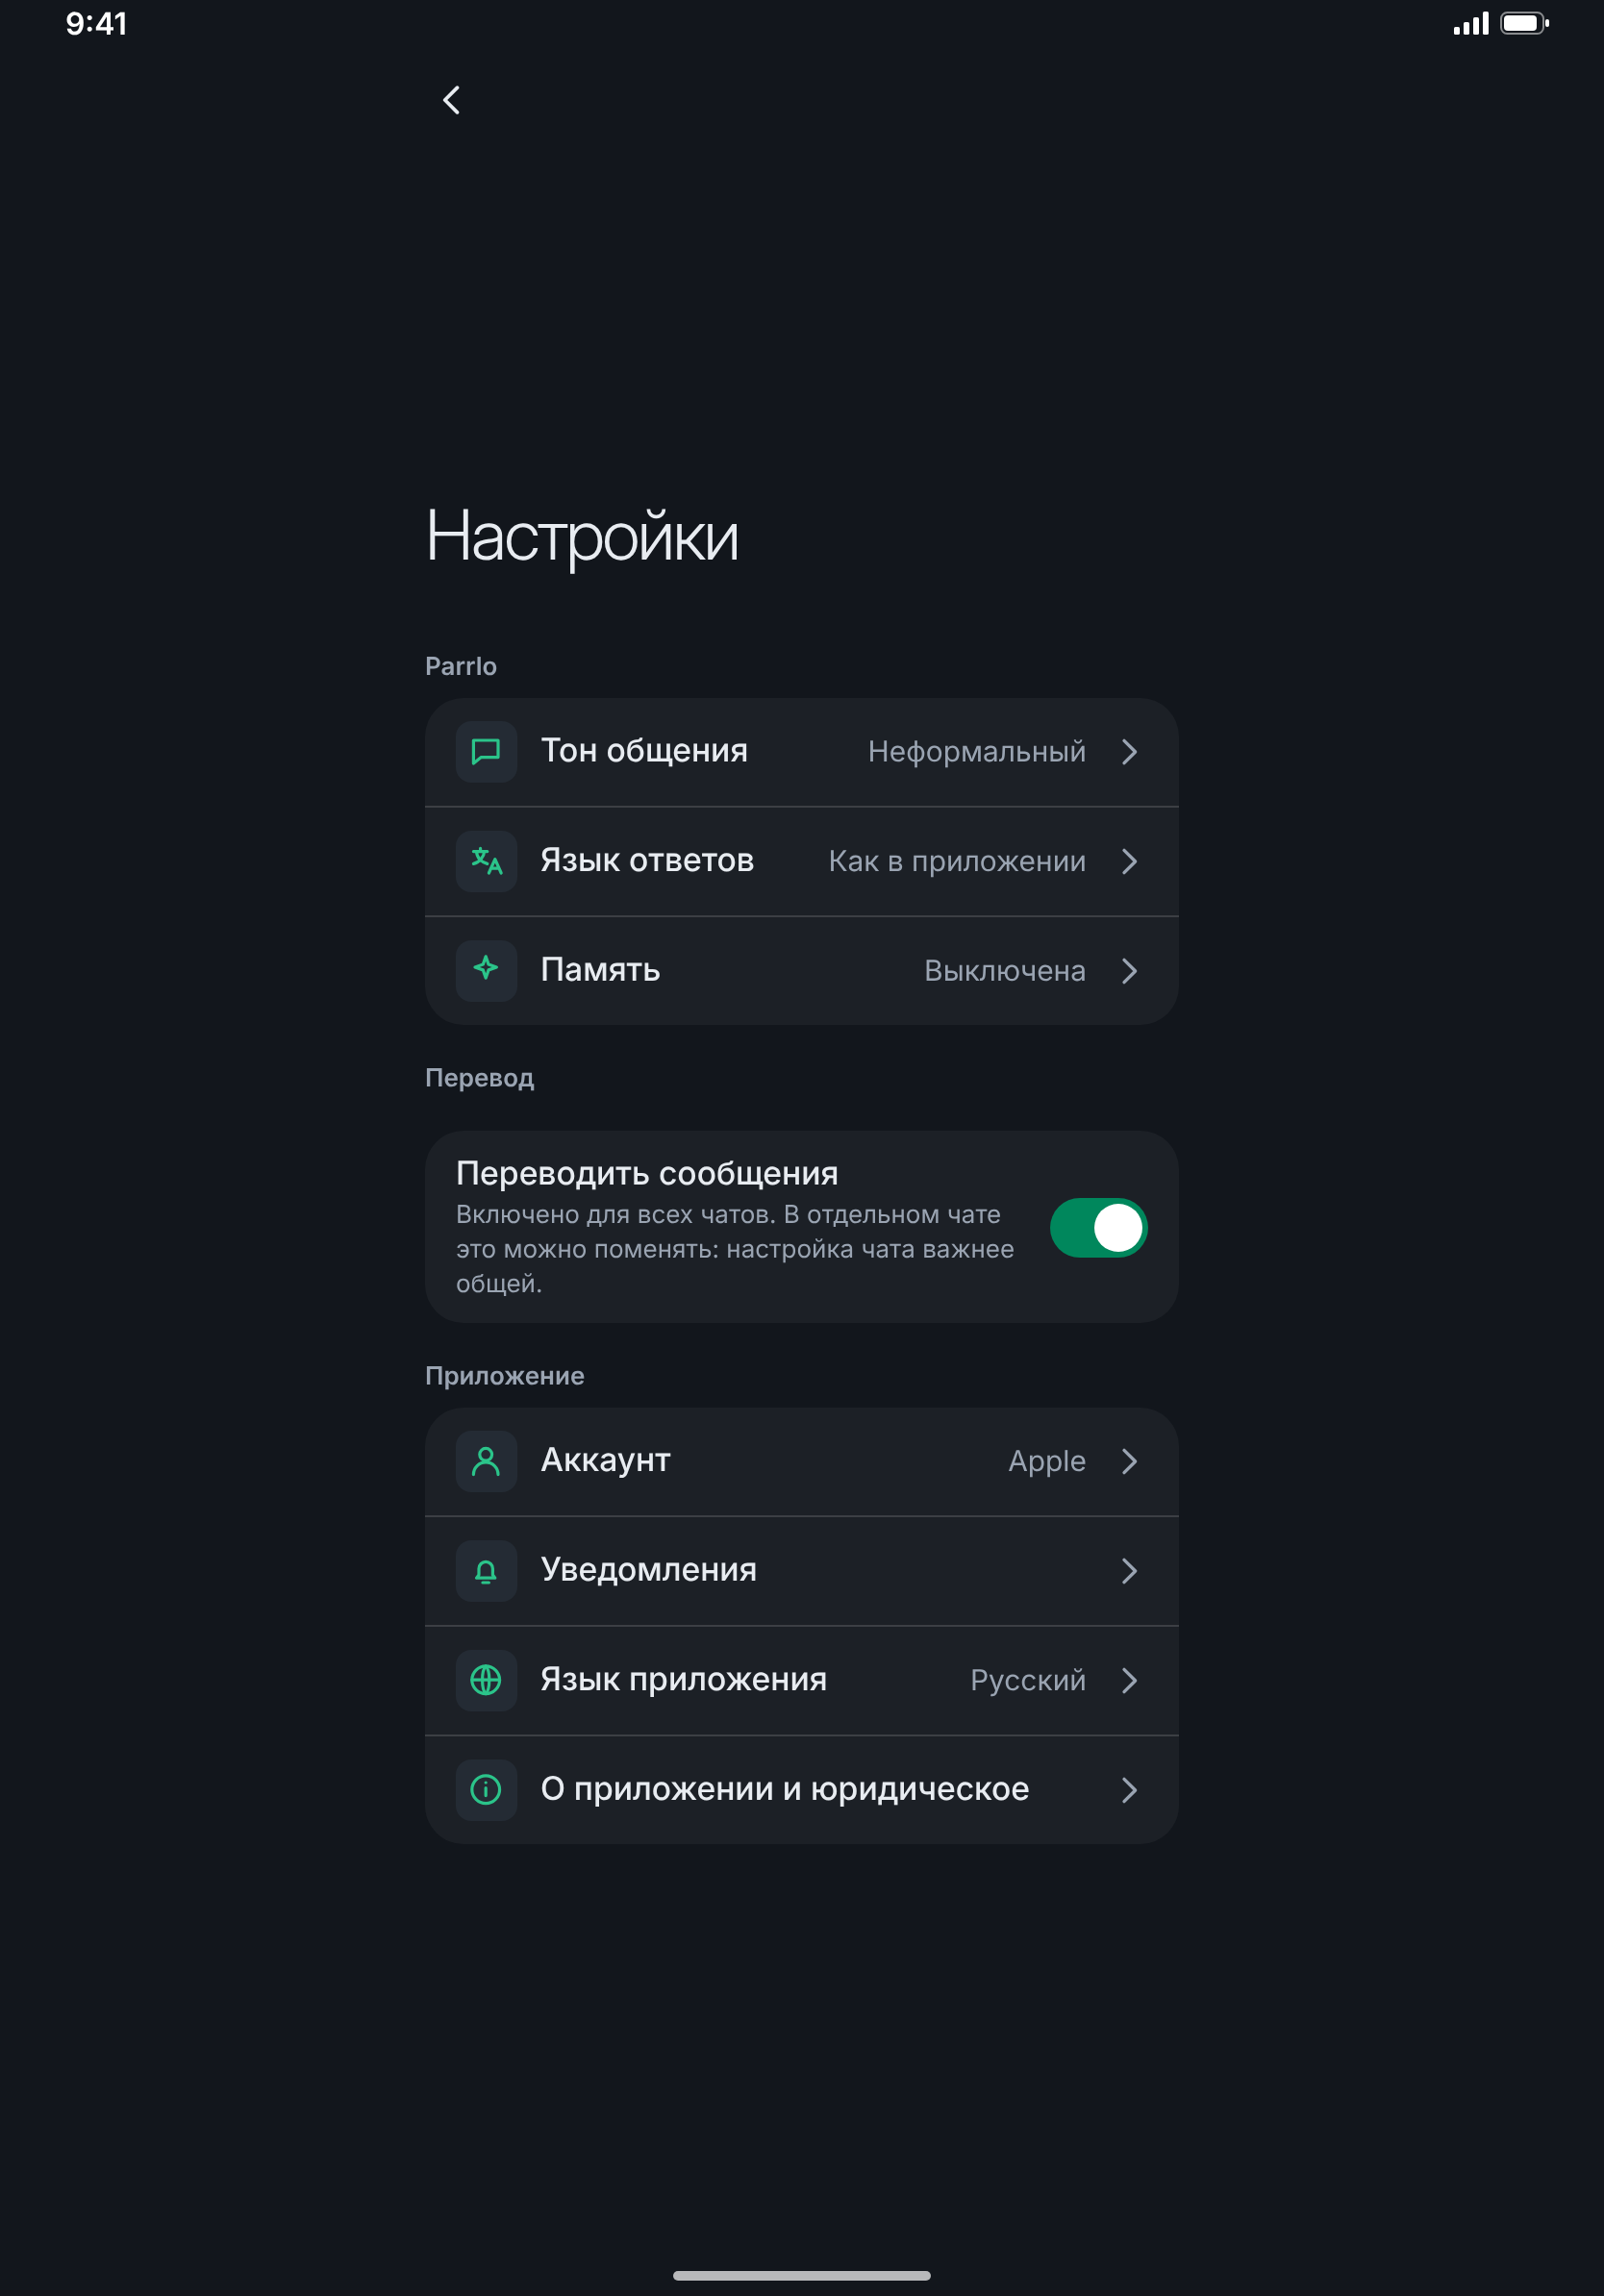 9:41
Настройки
Parrlo
Тон общения Неформальный
Язык ответов Как в приложении
Память Выключена
Перевод
Переводить сообщения
Включено для всех чатов. В отдельном чате
это можно поменять: настройка чата важнее
общей.
Приложение
Аккаунт Apple
Уведомления
Язык приложения Русский
О приложении и юридическое